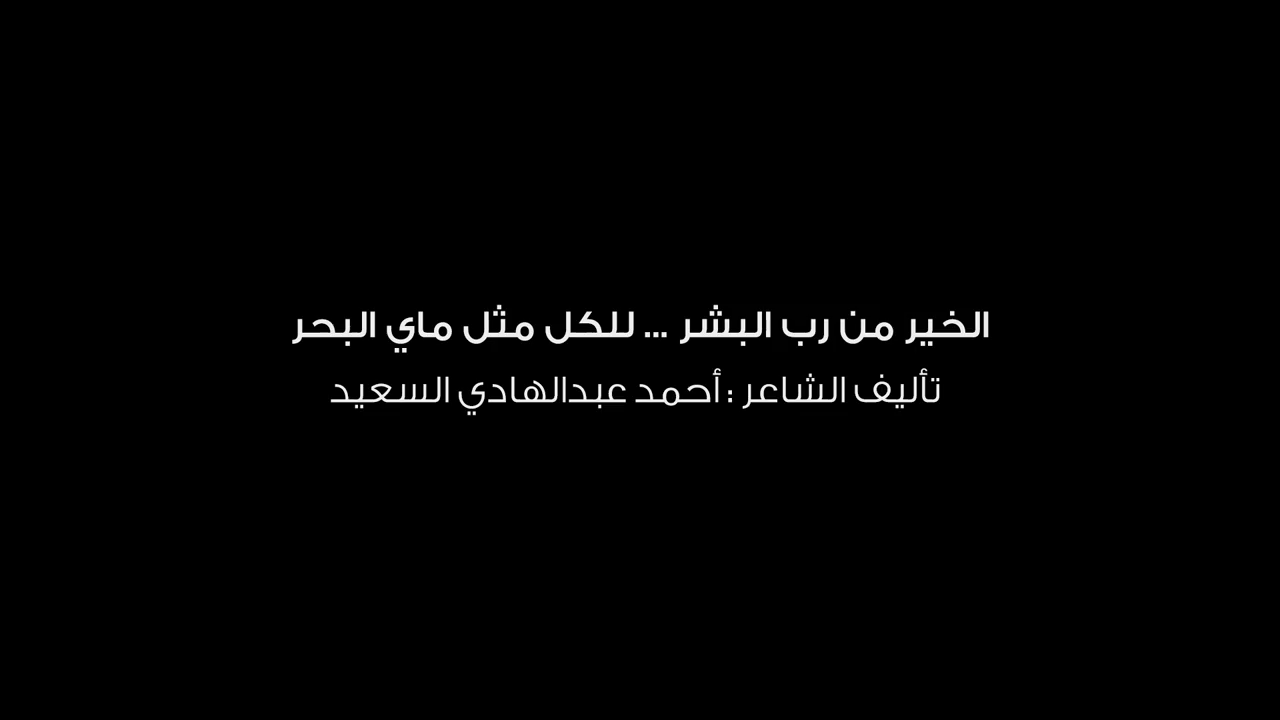 الخير من رب البشر ... للكل مثل ماي البحر
تأليف الشاعر : أحمد عبدالهادي السعيد